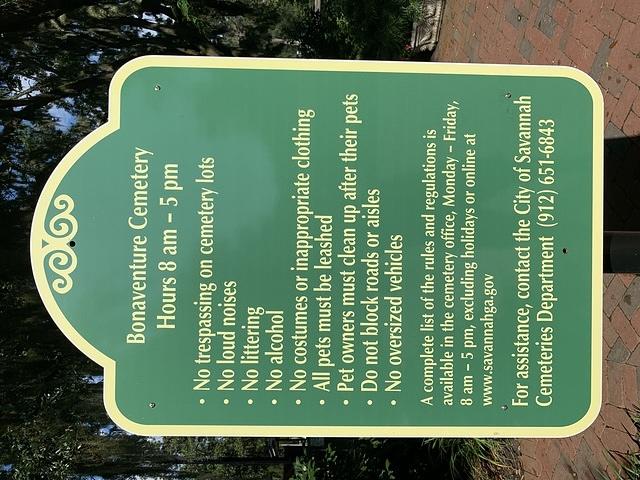 Bonaventure Cemetery
Hours 8 am – 5 pm
• No trespassing on cemetery lots
• No loud noises
• No littering
• No alcohol
• No costumes or inappropriate clothing
• All pets must be leashed
• Pet owners must clean up after their pets
• Do not block roads or aisles
• No oversized vehicles
A complete list of the rules and regulations is
available in the cemetery office, Monday – Friday,
8 am – 5 pm, excluding holidays or online at
www.savannahga.gov
For assistance, contact the City of Savannah
Cemeteries Department (912) 651-6843